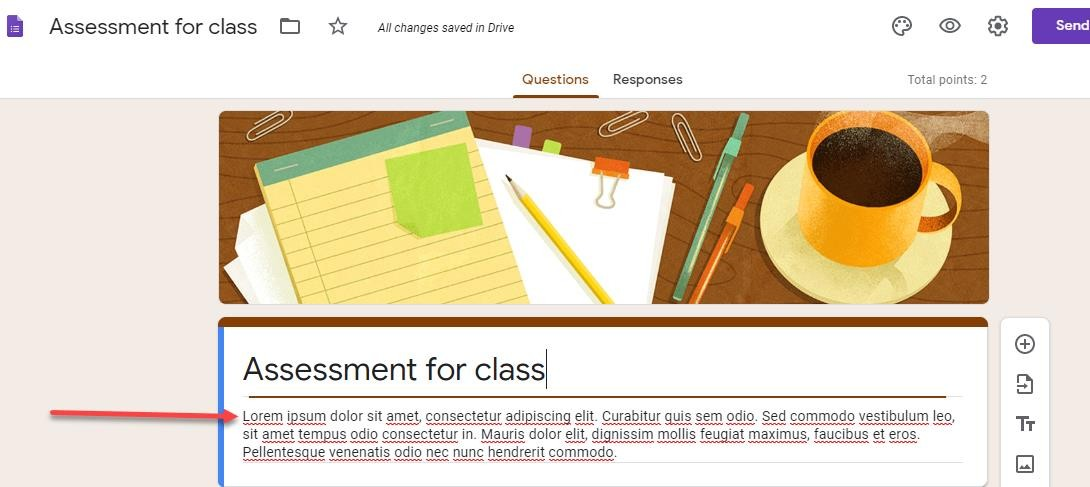 Assessment for class
All changes saved in Drive
Send
Questions
Responses
Total points: 2
Assessment for class
Lorem ipsum dolor sit amet, consectetur adipiscing elit. Curabitur quis sem odio. Sed commodo vestibulum leo,
sit amet tempus odio consectetur in. Mauris dolor elit, dignissim mollis feugiat maximus, faucibus et eros.
Pellentesque venenatis odio nec nunc hendrerit commodo.
Tт